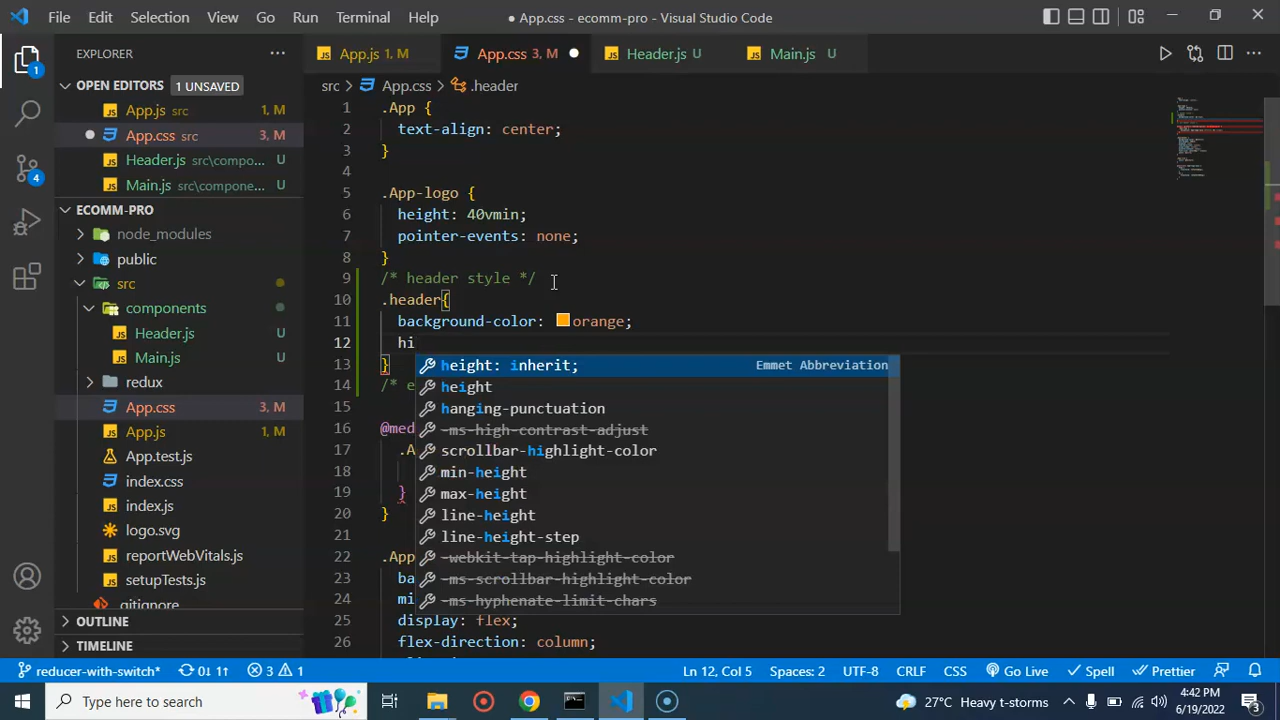 File Edit Selection View Go Run Terminal Help ● App.css - ecomm-pro - Visual Studio Code
EXPLORER
OPEN EDITORS 1 UNSAVED
App.js src 1, M
App.css src 3, M
Header.js src\compo... U
Main.js src\compone... U
ECOMM-PRO
node_modules
public
src
components
Header.js U
Main.js U
redux
App.css 3, M
App.js 1, M
App.test.js
index.css
index.js
logo.svg
reportWebVitals.js
setupTests.js
.gitignore
OUTLINE
TIMELINE
App.js 1, M App.css 3, M ● Header.js U Main.js U
src > App.css > .header
1 .App {
2 text-align: center;
3 }
4
5 .App-logo {
6 height: 40vmin;
7 pointer-events: none;
8 }
9 /* header style */
10 .header{
11 background-color: orange;
12 hi
13 }
14 /* e
15
16 @med
17 .A
18
19 }
20 }
21
22 .App
23 ba
24 mi
25 display: flex;
26 flex-direction: column;
height: inherit; Emmet Abbreviation
height
hanging-punctuation
-ms-high-contrast-adjust
scrollbar-highlight-color
min-height
max-height
line-height
line-height-step
-webkit-tap-highlight-color
-ms-scrollbar-highlight-color
-ms-hyphenate-limit-chars
1
4
reducer-with-switch* 0↓ 1↑ 3 1 Ln 12, Col 5 Spaces: 2 UTF-8 CRLF CSS Go Live Spell Prettier
Type here to search
27°C Heavy t-storms
4:42 PM
6/19/2022
3